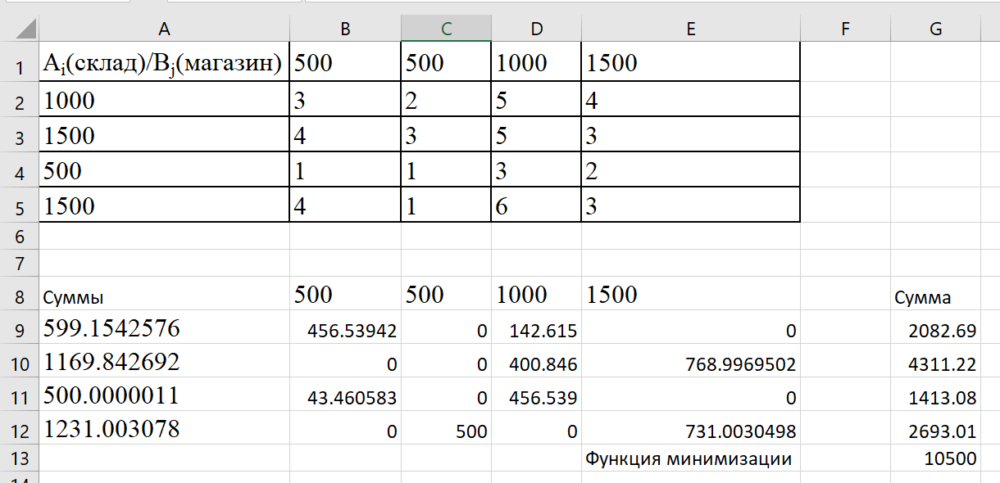 A B C D E F G
1 Ai(склад)/Bj(магазин) 500 500 1000 1500
2 1000 3 2 5 4
3 1500 4 3 5 3
4 500 1 1 3 2
5 1500 4 1 6 3
6
7
8 Суммы 500 500 1000 1500 Сумма
9 599.1542576 456.53942 0 142.615 0 2082.69
10 1169.842692 0 0 400.846 768.9969502 4311.22
11 500.0000011 43.460583 0 456.539 0 1413.08
12 1231.003078 0 500 0 731.0030498 2693.01
13 Функция минимизации 10500